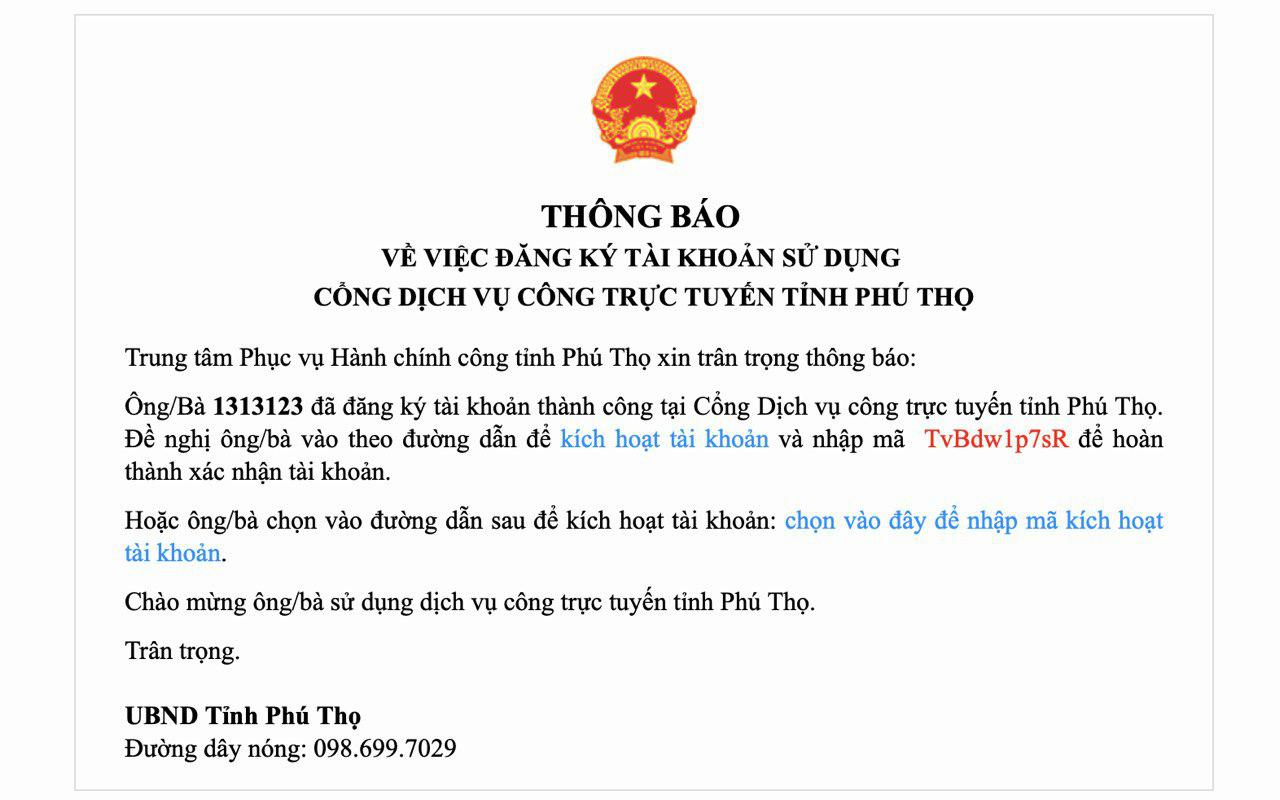 THÔNG BÁO
VỀ VIỆC ĐĂNG KÝ TÀI KHOẢN SỬ DỤNG
CỔNG DỊCH VỤ CÔNG TRỰC TUYẾN TỈNH PHÚ THỌ
Trung tâm Phục vụ Hành chính công tỉnh Phú Thọ xin trân trọng thông báo:
Ông/Bà 1313123 đã đăng ký tài khoản thành công tại Cổng Dịch vụ công trực tuyến tỉnh Phú Thọ.
Đề nghị ông/bà vào theo đường dẫn để kích hoạt tài khoản và nhập mã TvBdw1p7sR để hoàn
thành xác nhận tài khoản.
Hoặc ông/bà chọn vào đường dẫn sau để kích hoạt tài khoản: chọn vào đây để nhập mã kích hoạt
tài khoản.
Chào mừng ông/bà sử dụng dịch vụ công trực tuyến tỉnh Phú Thọ.
Trân trọng.
UBND Tỉnh Phú Thọ
Đường dây nóng: 098.699.7029